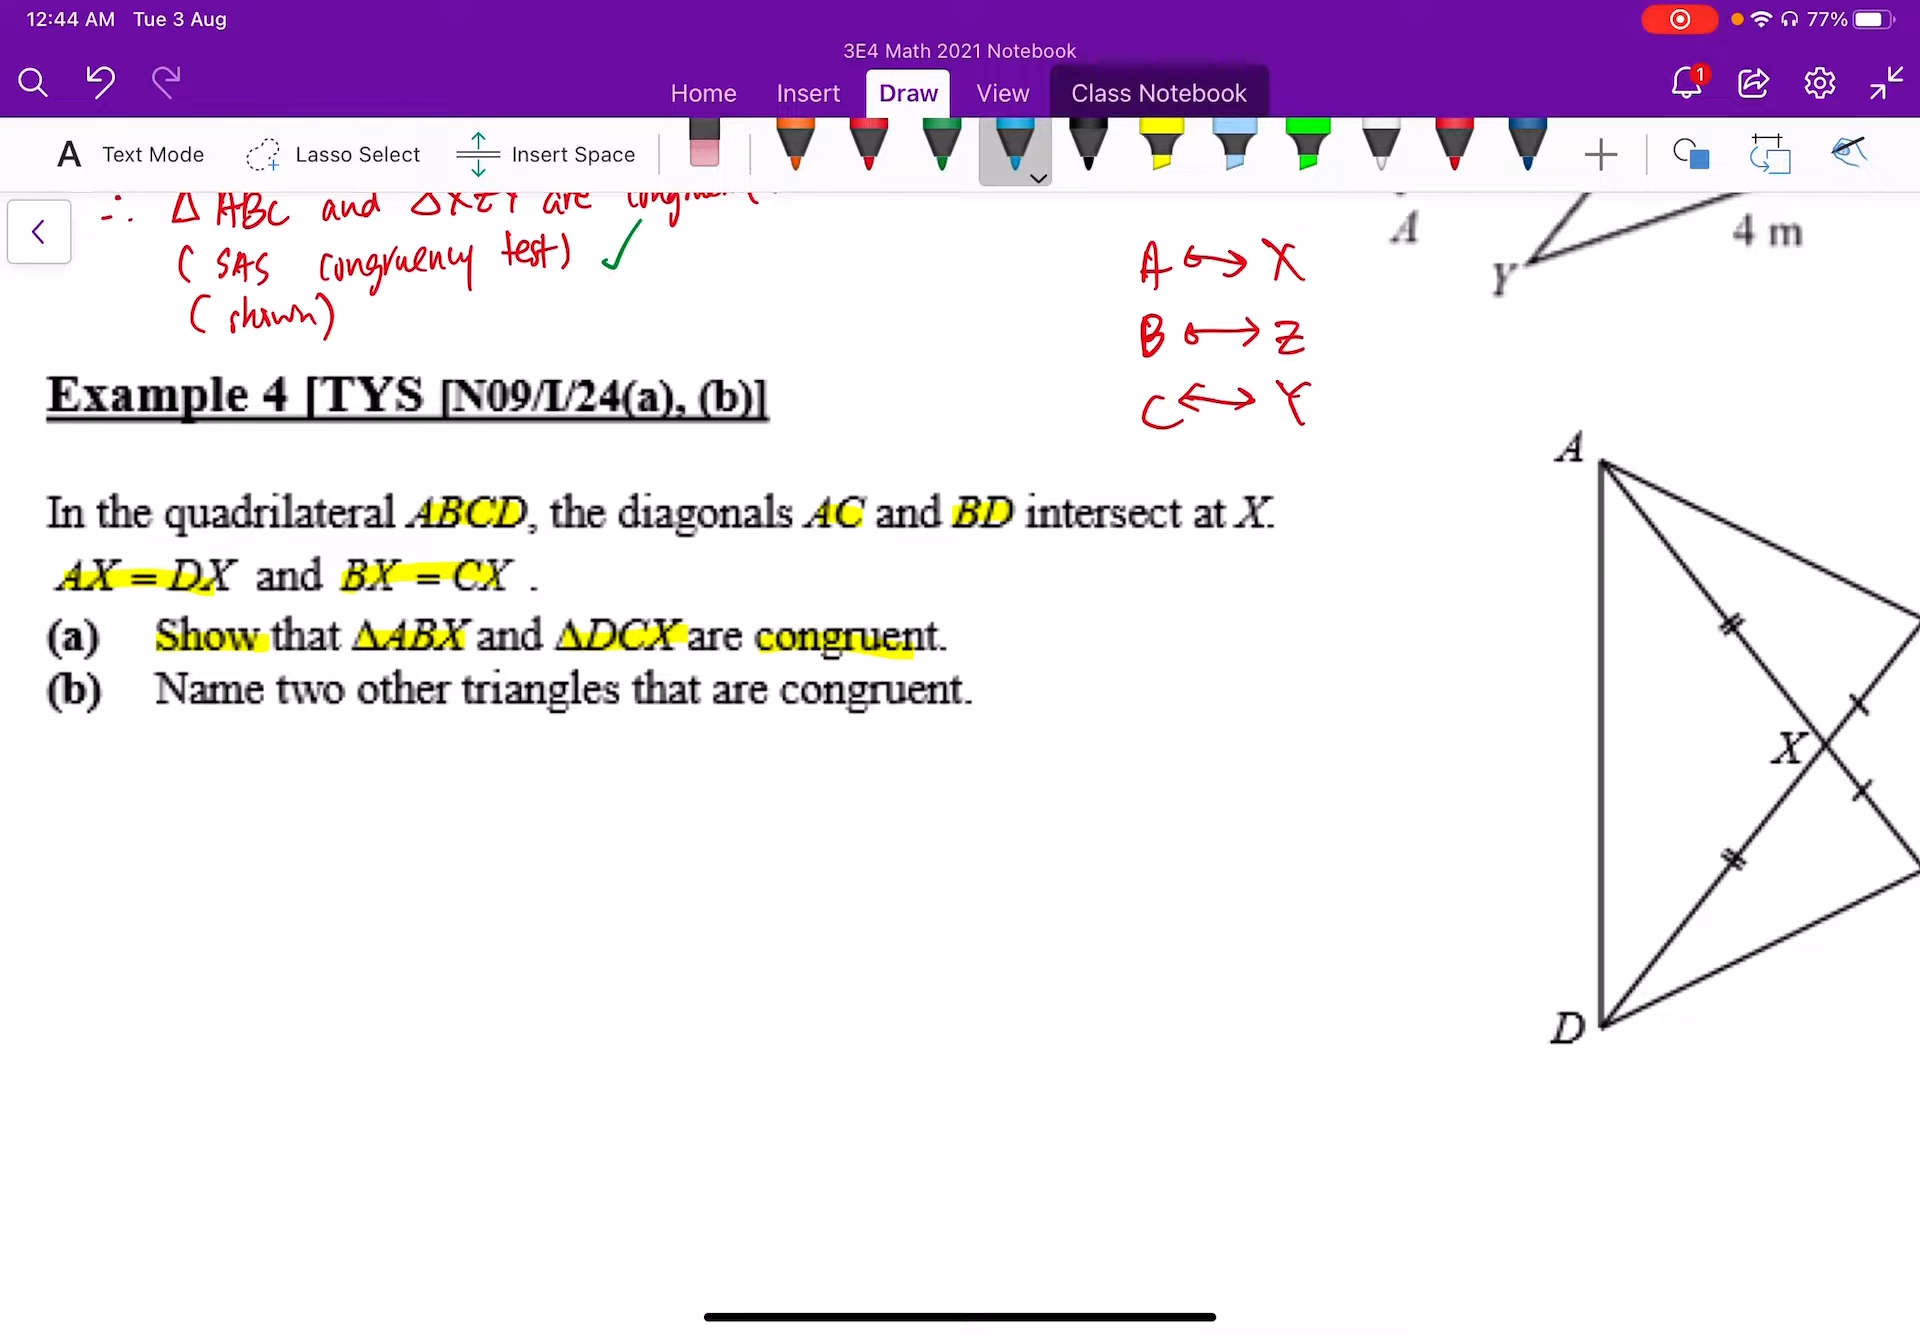 12:44 AM Tue 3 Aug
77%
3E4 Math 2021 Notebook
Home Insert Draw View Class Notebook
1
A Text Mode Lasso Select Insert Space
∴ Δ ABC and Δ XZY are congruent
(SAS congruency test) ✓
(shown)
A ↔ X
B ↔ Z
C ↔ Y
A
Y
4 m
Example 4 [TYS [N09/I/24(a), (b)]
In the quadrilateral ABCD, the diagonals AC and BD intersect at X.
AX = DX and BX = CX .
(a) Show that ΔABX and ΔDCX are congruent.
(b) Name two other triangles that are congruent.
A
X
D